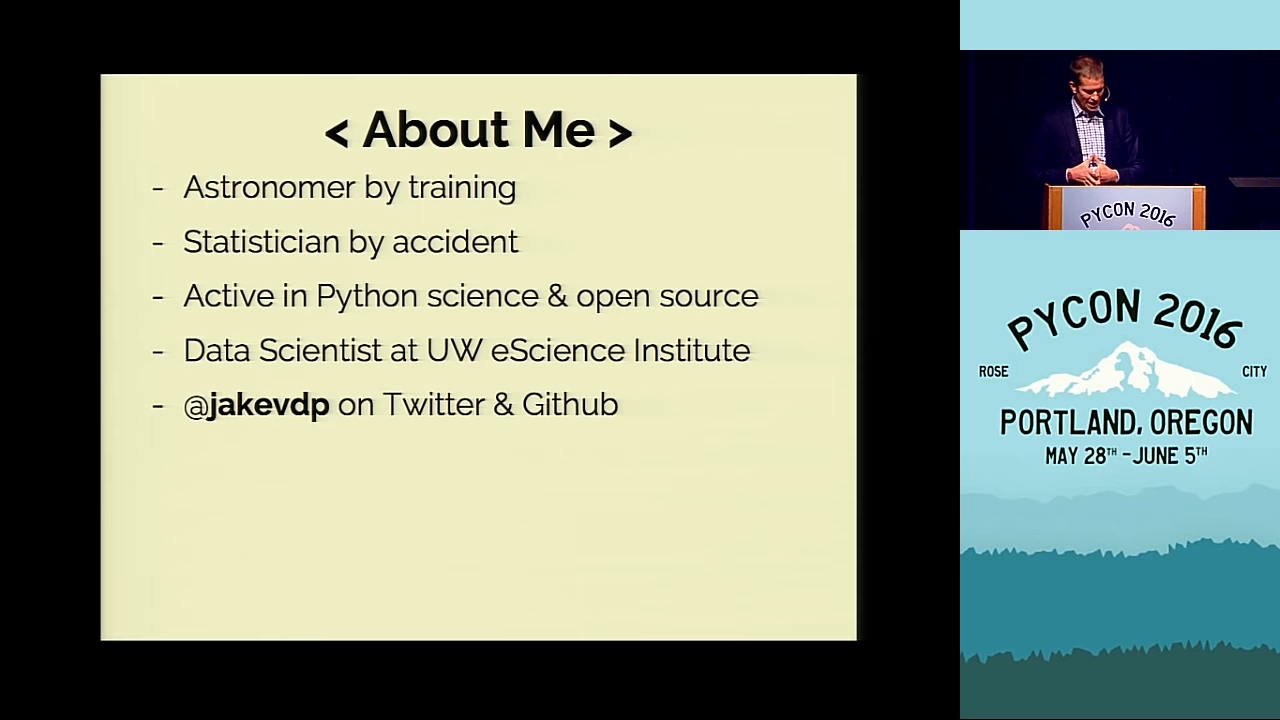 < About Me >
- Astronomer by training
- Statistician by accident
- Active in Python science & open source
- Data Scientist at UW eScience Institute
- @jakevdp on Twitter & Github
PYCON 2016
PYCON 2016
ROSE CITY
PORTLAND, OREGON
MAY 28TH - JUNE 5TH